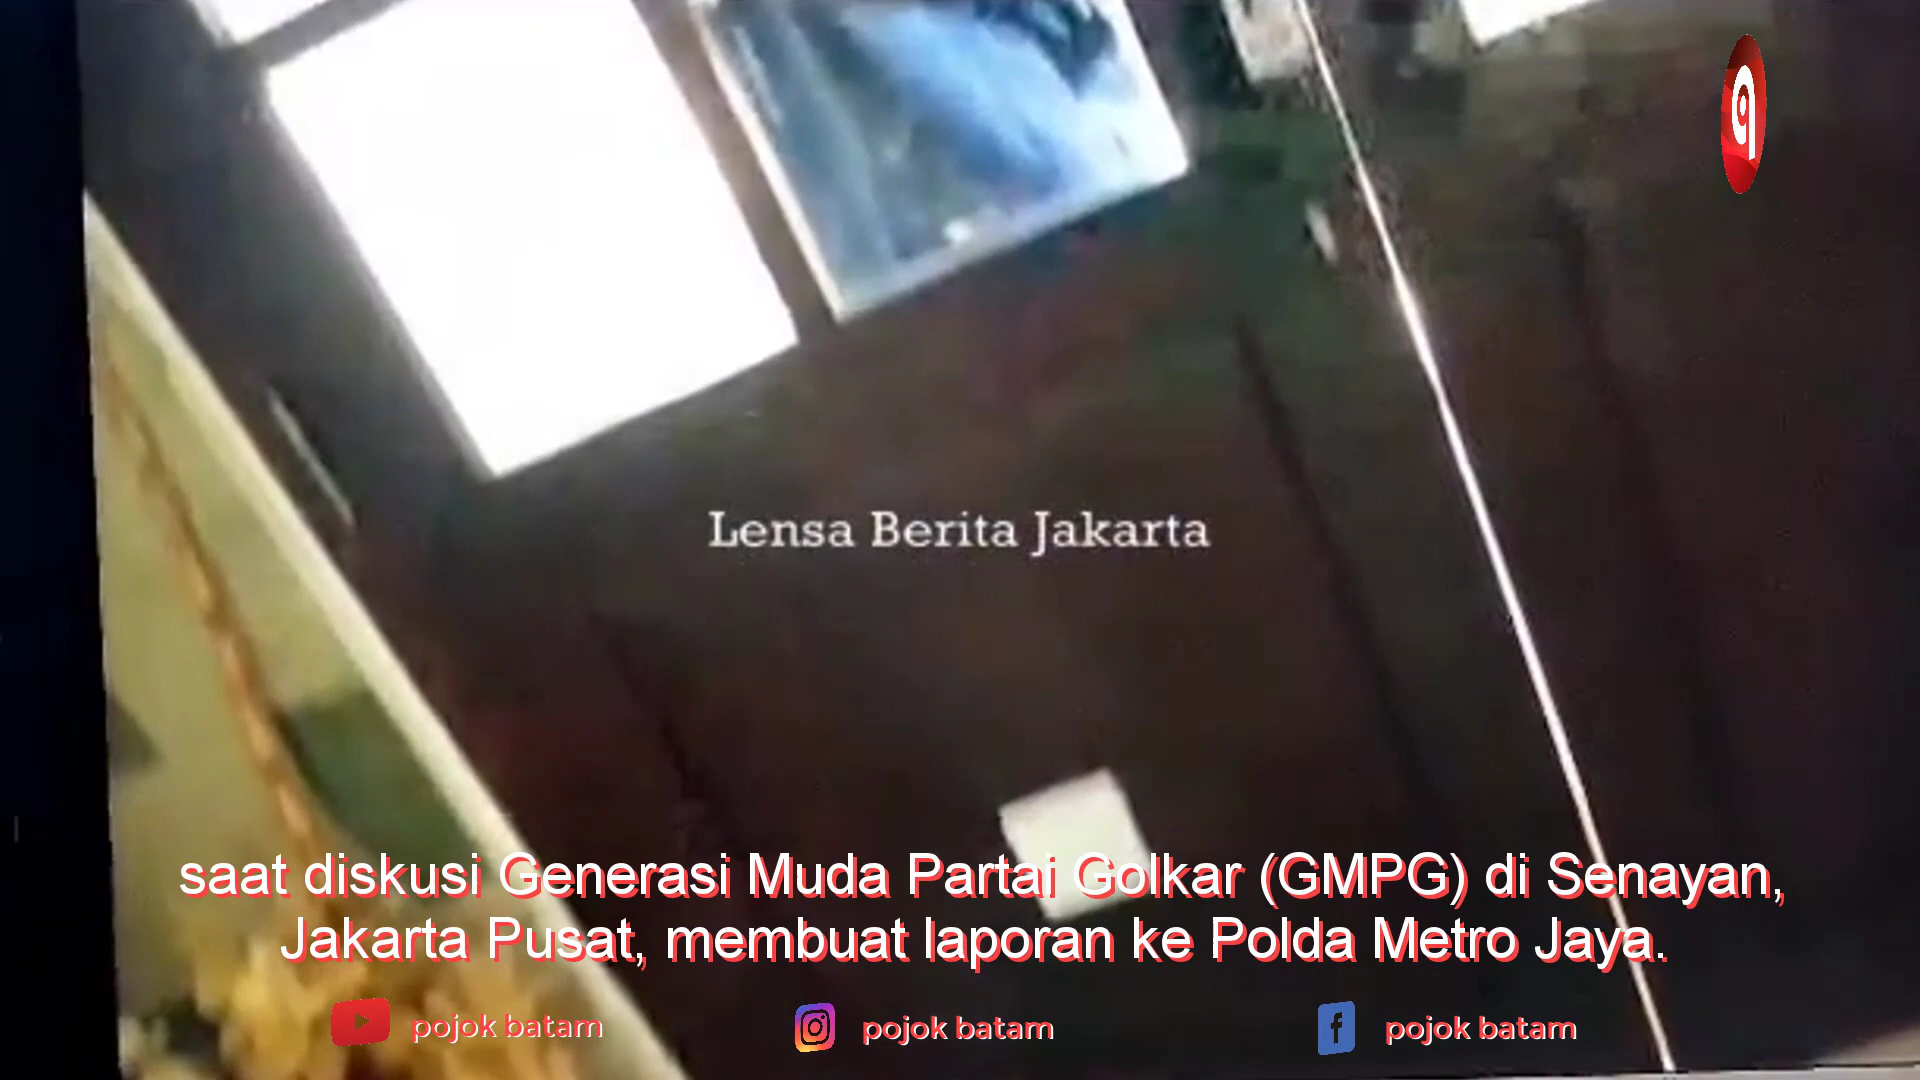 Lensa Berita Jakarta
saat diskusi Generasi Muda Partai Golkar (GMPG) di Senayan,
Jakarta Pusat, membuat laporan ke Polda Metro Jaya.
pojok batam
pojok batam
pojok batam